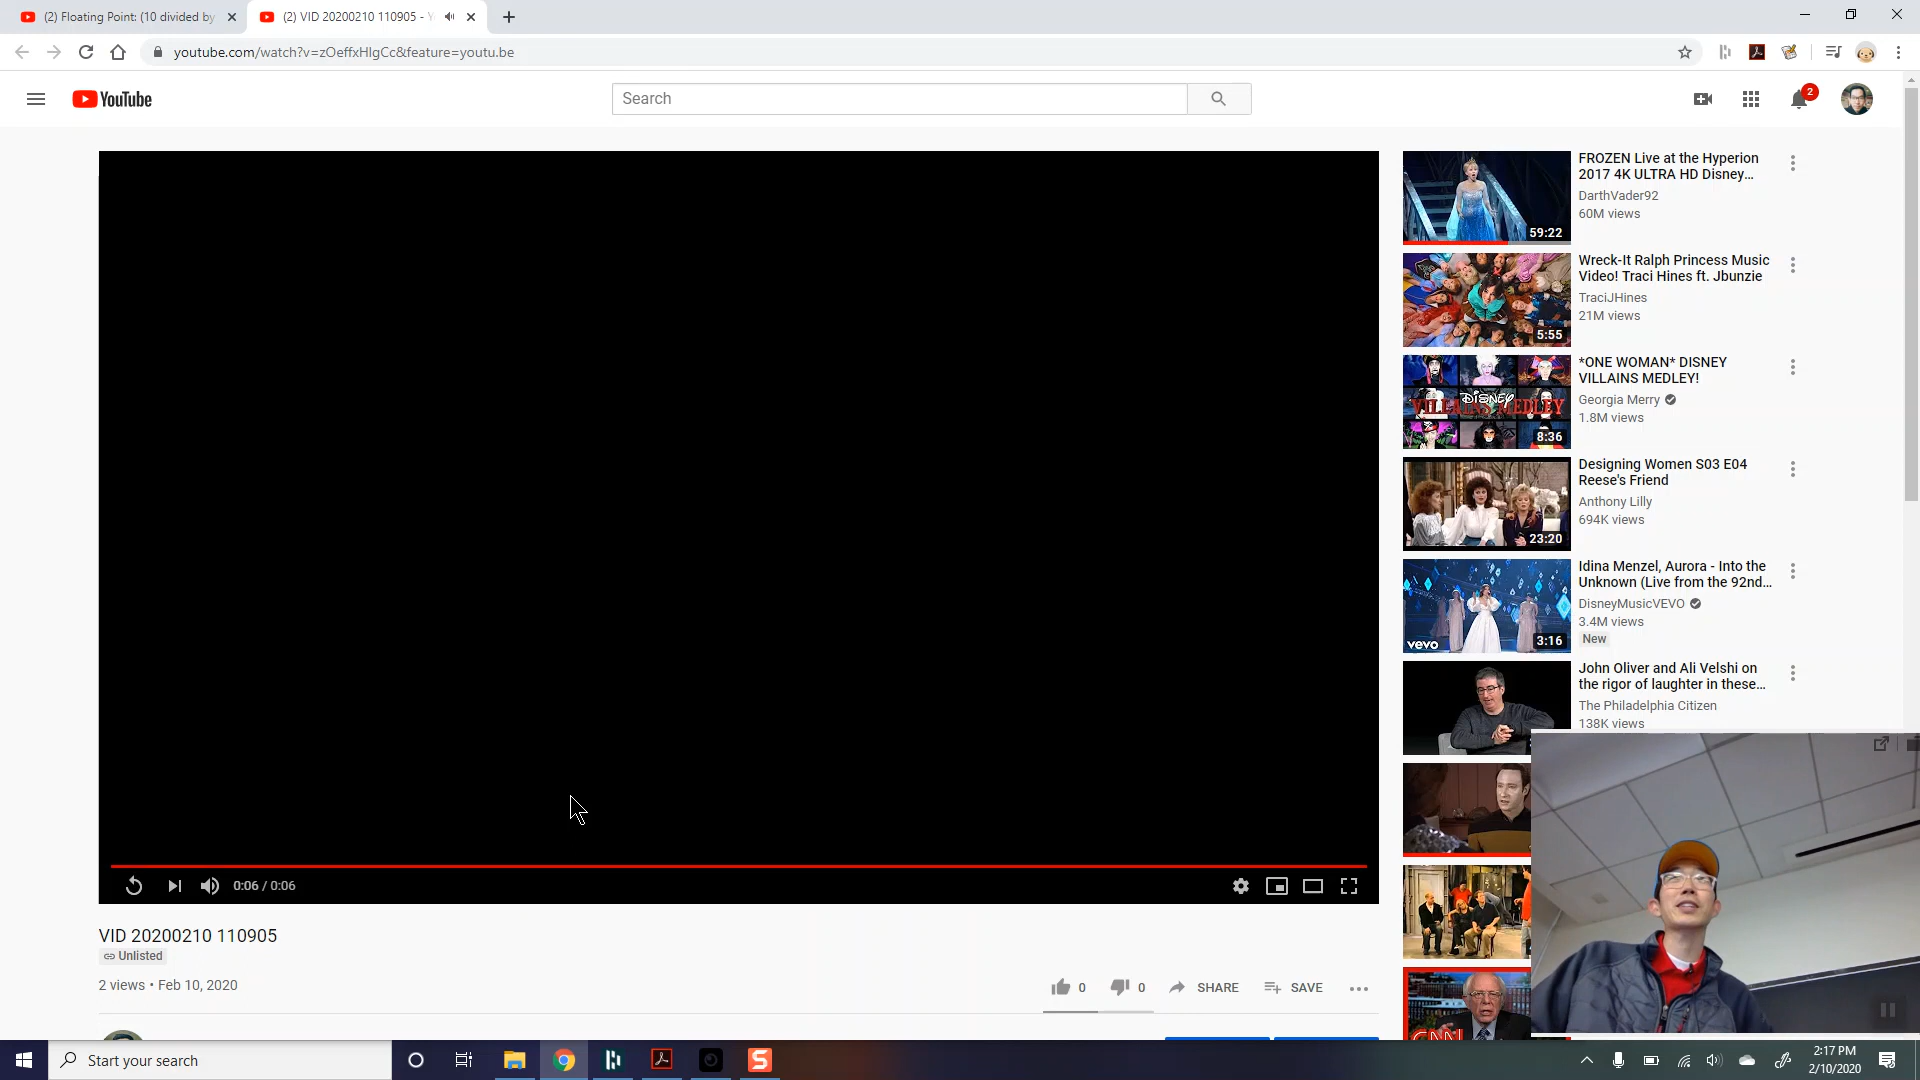 (2) Floating Point: (10 divided by
(2) VID 20200210 110905 - Y
youtube.com/watch?v=zOeffxHlgCc&feature=youtu.be
YouTube
Search
2
FROZEN Live at the Hyperion
2017 4K ULTRA HD Disney...
DarthVader92
60M views
59:22
Wreck-It Ralph Princess Music
Video! Traci Hines ft. Jbunzie
TraciJHines
21M views
5:55
*ONE WOMAN* DISNEY
VILLAINS MEDLEY!
Georgia Merry
1.8M views
Disney
VILLAINS MEDLEY
8:36
Designing Women S03 E04
Reese's Friend
Anthony Lilly
694K views
23:20
Idina Menzel, Aurora - Into the
Unknown (Live from the 92nd...
DisneyMusicVEVO
3.4M views
New
vevo
3:16
John Oliver and Ali Velshi on
the rigor of laughter in these...
The Philadelphia Citizen
138K views
CNN
0:06 / 0:06
VID 20200210 110905
Unlisted
2 views • Feb 10, 2020
0
0
SHARE
SAVE
Start your search
2:17 PM
2/10/2020